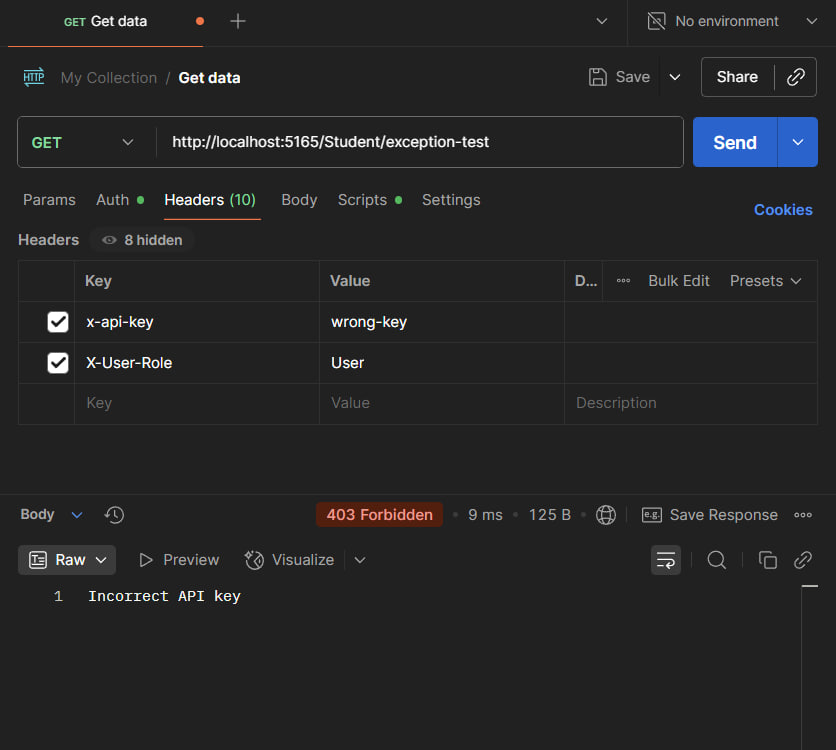 GET Get data No environment
HTTP My Collection / Get data Save Share
GET http://localhost:5165/Student/exception-test Send
Params Auth Headers (10) Body Scripts Settings Cookies
Headers 8 hidden
Key Value D... Bulk Edit Presets
x-api-key wrong-key
X-User-Role User
Key Value Description
Body 403 Forbidden 9 ms 125 B e.g. Save Response
Raw Preview Visualize
1 Incorrect API key